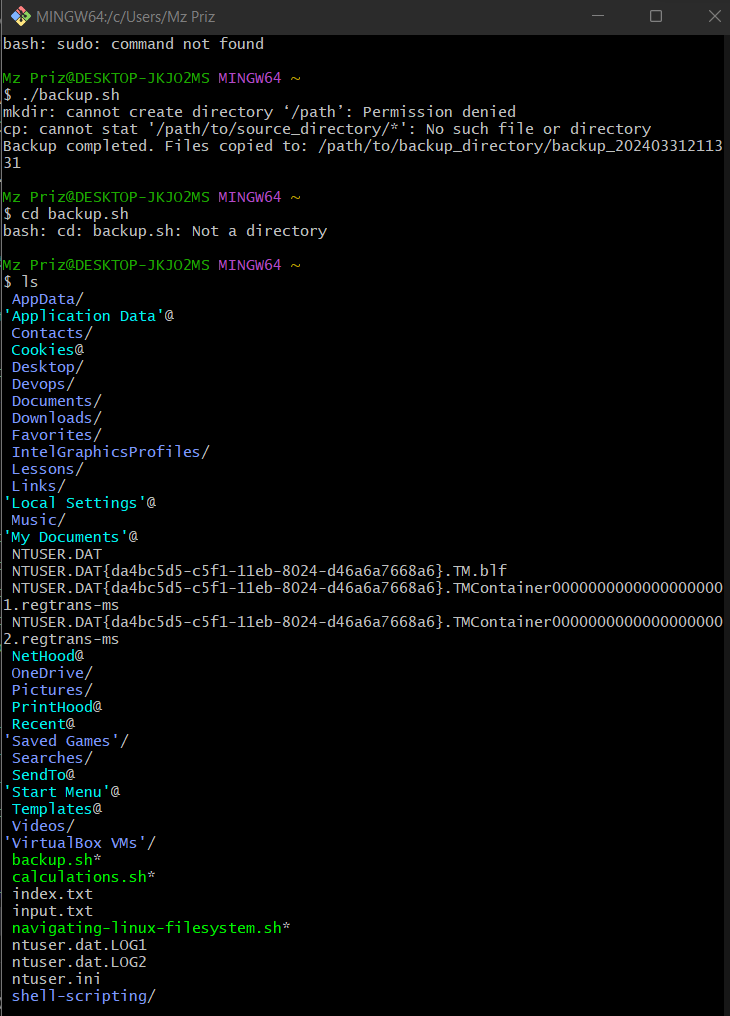 MINGW64:/c/Users/Mz Priz
bash: sudo: command not found
Mz Priz@DESKTOP-JKJO2MS MINGW64 ~
$ ./backup.sh
mkdir: cannot create directory ‘/path’: Permission denied
cp: cannot stat '/path/to/source_directory/*': No such file or directory
Backup completed. Files copied to: /path/to/backup_directory/backup_202403312113
31
Mz Priz@DESKTOP-JKJO2MS MINGW64 ~
$ cd backup.sh
bash: cd: backup.sh: Not a directory
Mz Priz@DESKTOP-JKJO2MS MINGW64 ~
$ ls
AppData/
'Application Data'@
Contacts/
Cookies@
Desktop/
Devops/
Documents/
Downloads/
Favorites/
IntelGraphicsProfiles/
Lessons/
Links/
'Local Settings'@
Music/
'My Documents'@
NTUSER.DAT
NTUSER.DAT{da4bc5d5-c5f1-11eb-8024-d46a6a7668a6}.TM.blf
NTUSER.DAT{da4bc5d5-c5f1-11eb-8024-d46a6a7668a6}.TMContainer0000000000000000000
1.regtrans-ms
NTUSER.DAT{da4bc5d5-c5f1-11eb-8024-d46a6a7668a6}.TMContainer0000000000000000000
2.regtrans-ms
NetHood@
OneDrive/
Pictures/
PrintHood@
Recent@
'Saved Games'/
Searches/
SendTo@
'Start Menu'@
Templates@
Videos/
'VirtualBox VMs'/
backup.sh*
calculations.sh*
index.txt
input.txt
navigating-linux-filesystem.sh*
ntuser.dat.LOG1
ntuser.dat.LOG2
ntuser.ini
shell-scripting/